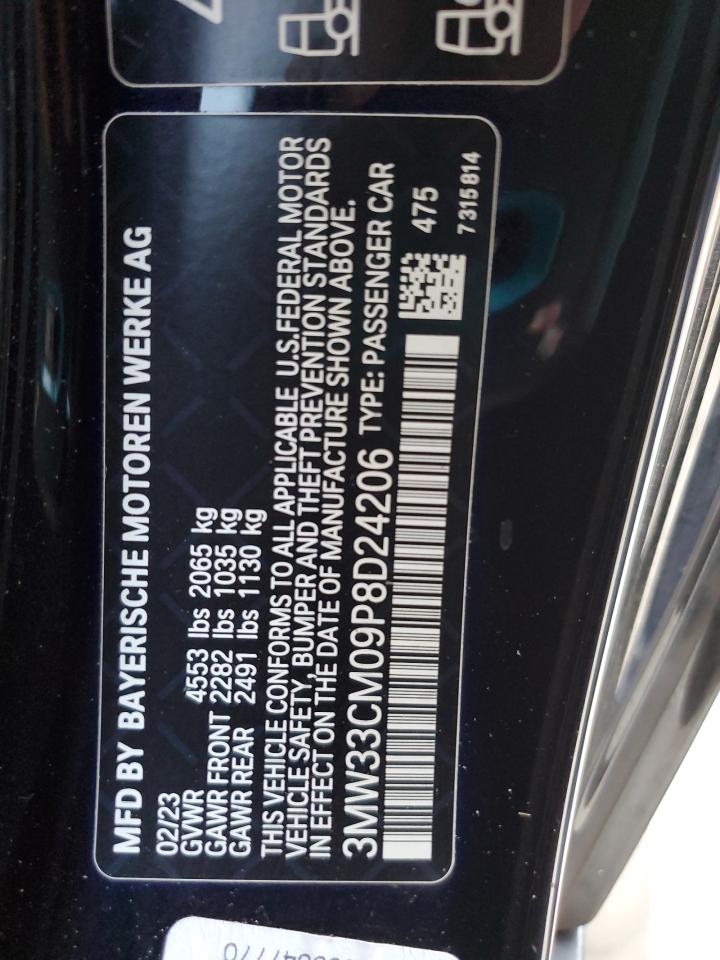 MFD BY BAYERISCHE MOTOREN WERKE AG
02/23
GVWR 4553 lbs 2065 kg
GAWR FRONT 2282 lbs 1035 kg
GAWR REAR 2491 lbs 1130 kg
THIS VEHICLE CONFORMS TO ALL APPLICABLE U.S.FEDERAL MOTOR
VEHICLE SAFETY, BUMPER AND THEFT PREVENTION STANDARDS
IN EFFECT ON THE DATE OF MANUFACTURE SHOWN ABOVE.
3MW33CM09P8D24206 TYPE: PASSENGER CAR
475
7 315 814